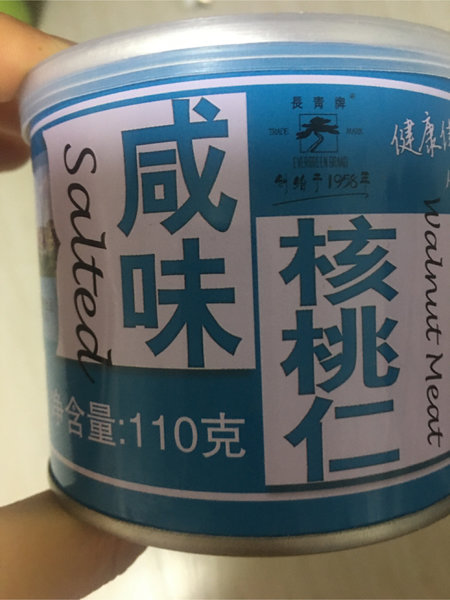 長青牌®
TRADE MARK
EVERGREEN BRAND
创始于1958年
健康
咸味
Salted
核桃仁
Walnut Meat
净含量:110克